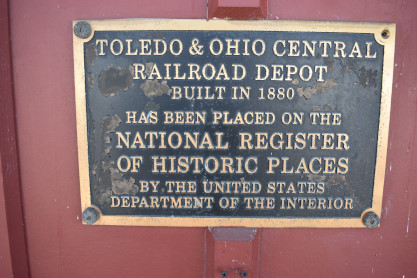 TOLEDO & OHIO CENTRAL
RAILROAD DEPOT
BUILT IN 1880
HAS BEEN PLACED ON THE
NATIONAL REGISTER
OF HISTORIC PLACES
BY THE UNITED STATES
DEPARTMENT OF THE INTERIOR